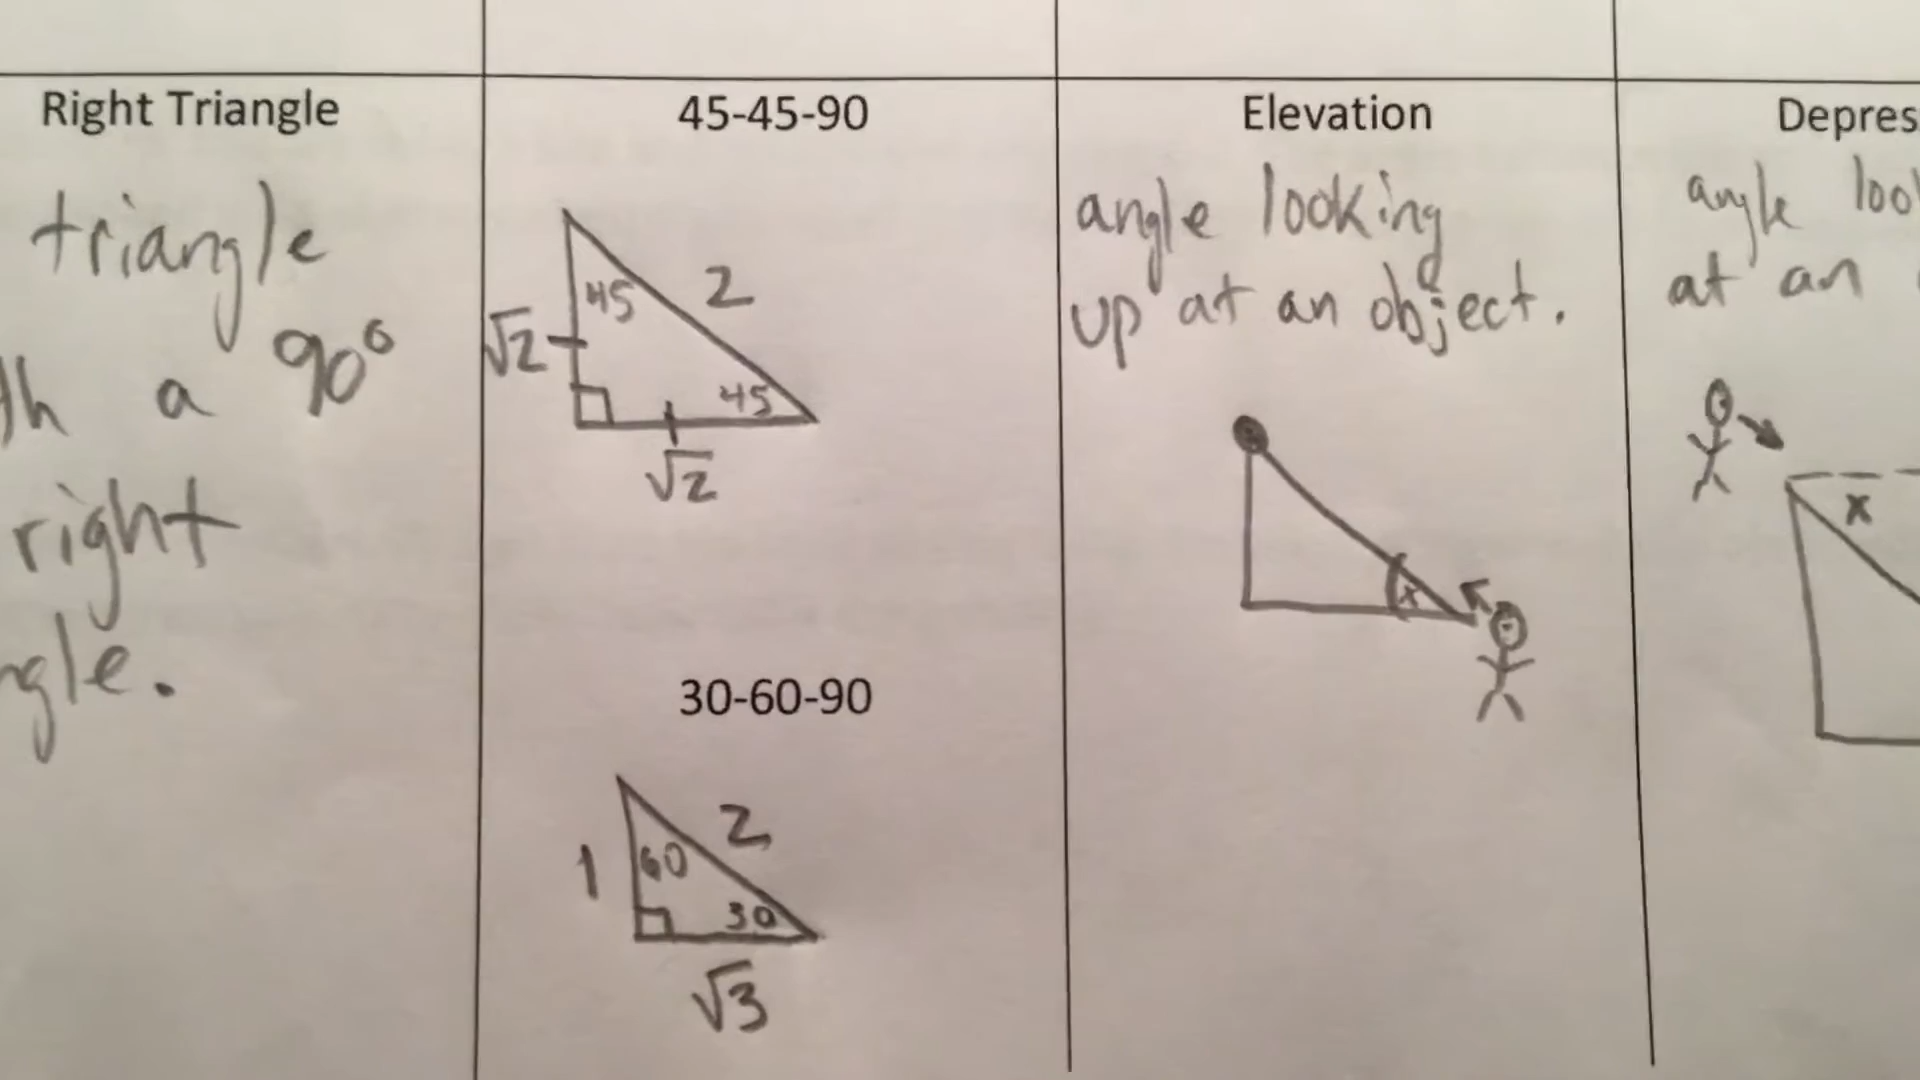 Right Triangle
triangle
a 90°
right
45-45-90
45
2
√2
45
√2
30-60-90
2
1
60
30
√3
Elevation
angle looking
up at an object.
x
Depres
angle loo
at an
x